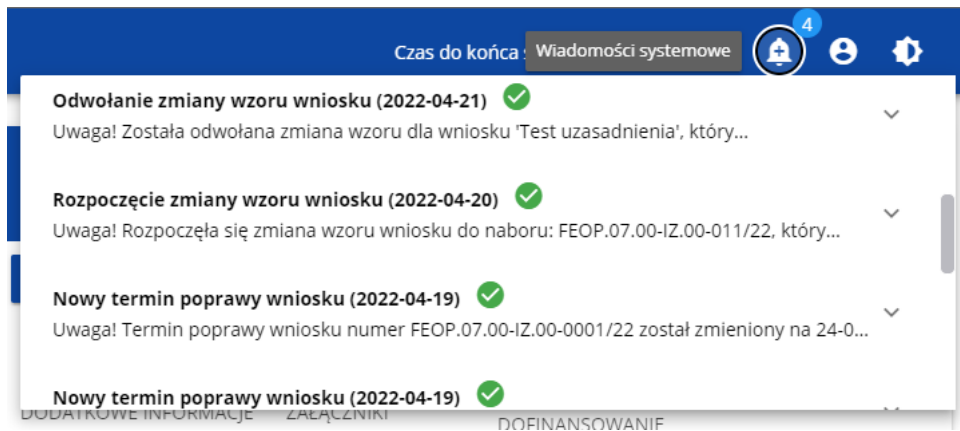 4
Czas do końca
Wiadomości systemowe
Odwołanie zmiany wzoru wniosku (2022-04-21)
Uwaga! Została odwołana zmiana wzoru dla wniosku 'Test uzasadnienia', który...
Rozpoczęcie zmiany wzoru wniosku (2022-04-20)
Uwaga! Rozpoczęła się zmiana wzoru wniosku do naboru: FEOP.07.00-IZ.00-011/22, który...
Nowy termin poprawy wniosku (2022-04-19)
Uwaga! Termin poprawy wniosku numer FEOP.07.00-IZ.00-0001/22 został zmieniony na 24-0...
Nowy termin poprawy wniosku (2022-04-19)
DODATKOWE INFORMACJE ZAŁĄCZNIKI
DOFINANSOWANIE